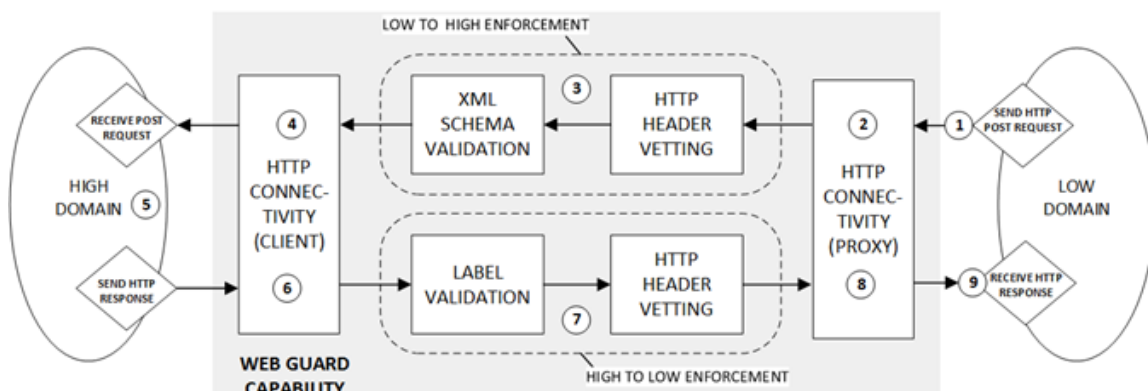 LOW TO HIGH ENFORCEMENT
RECEIVE POST
REQUEST
4
HTTP
CONNEC-
TIVITY
(CLIENT)
6
XML
SCHEMA
VALIDATION
3
HTTP
HEADER
VETTING
2
HTTP
CONNEC-
TIVITY
(PROXY)
8
1
SEND HTTP
POST REQUEST
HIGH
DOMAIN
5
LOW
DOMAIN
SEND HTTP
RESPONSE
LABEL
VALIDATION
7
HTTP
HEADER
VETTING
9
RECEIVE HTTP
RESPONSE
WEB GUARD
CAPABILITY
HIGH TO LOW ENFORCEMENT